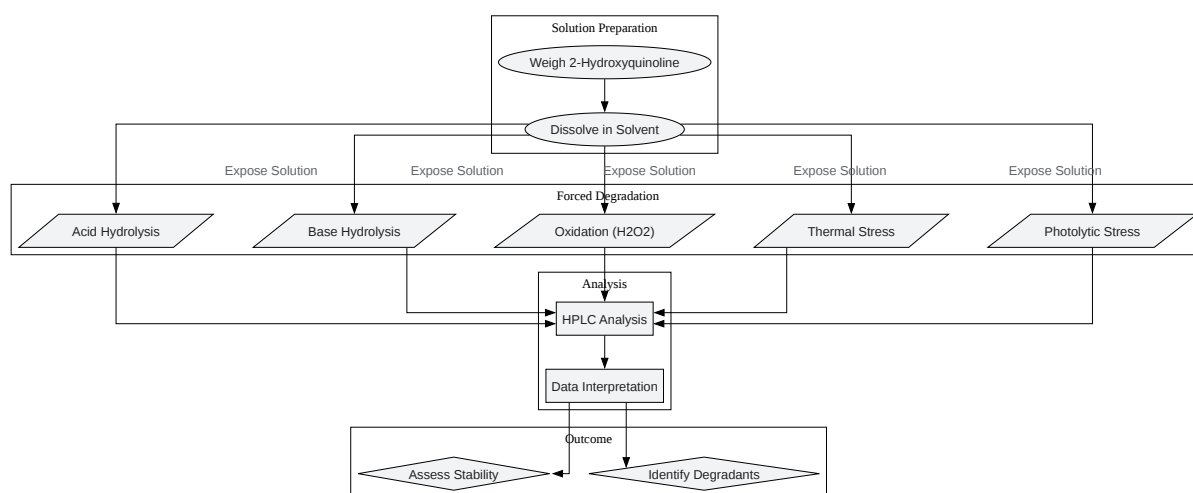 Solution Preparation
Weigh 2-Hydroxyquinoline
Dissolve in Solvent
Expose Solution
Expose Solution
Expose Solution
Expose Solution
Expose Solution
Forced Degradation
Acid Hydrolysis
Base Hydrolysis
Oxidation (H2O2)
Thermal Stress
Photolytic Stress
Analysis
HPLC Analysis
Data Interpretation
Outcome
Assess Stability
Identify Degradants